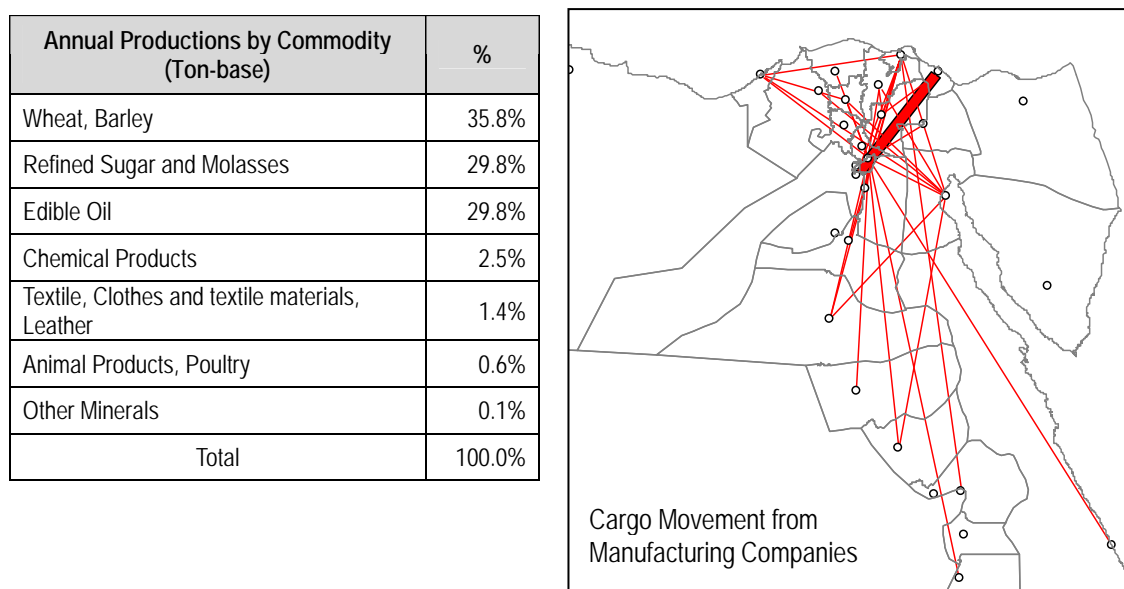 Annual Productions by Commodity
(Ton-base)
%
Wheat, Barley
35.8%
Refined Sugar and Molasses
29.8%
Edible Oil
29.8%
Chemical Products
2.5%
Textile, Clothes and textile materials,
Leather
1.4%
Animal Products, Poultry
0.6%
Other Minerals
0.1%
Total
100.0%
Cargo Movement from
Manufacturing Companies